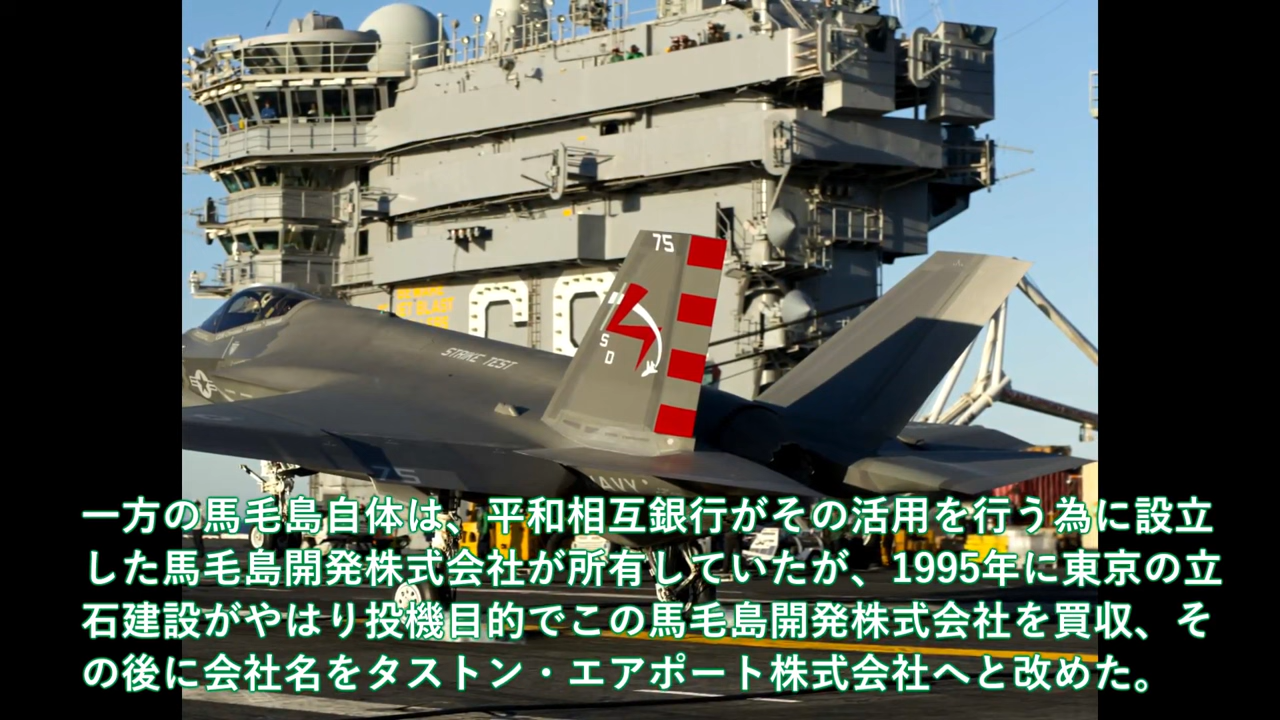 75
S
D
STRIKE TEST
75
NAVY
一方の馬毛島自体は、平和相互銀行がその活用を行う為に設立
した馬毛島開発株式会社が所有していたが、1995年に東京の立
石建設がやはり投機目的でこの馬毛島開発株式会社を買収、そ
の後に会社名をタストン・エアポート株式会社へと改めた。